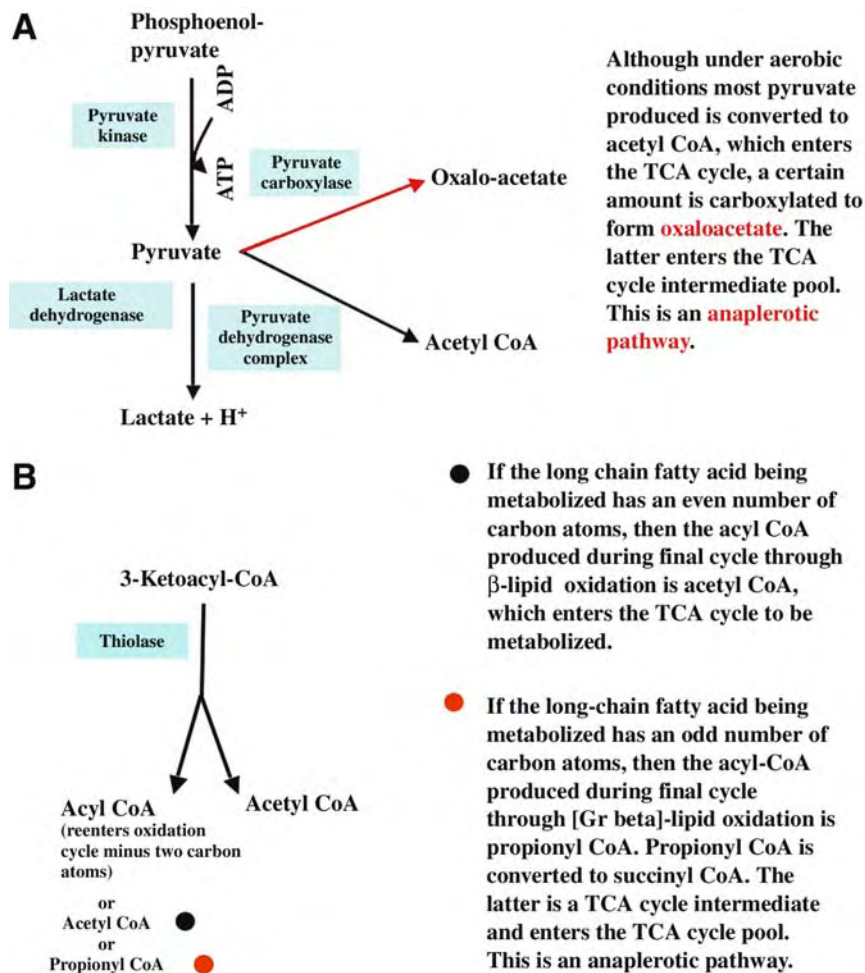 A
Phosphoenol-
pyruvate
ADP
Pyruvate
kinase
ATP
Pyruvate
carboxylase
Oxalo-acetate
Pyruvate
Lactate
dehydrogenase
Pyruvate
dehydrogenase
complex
Acetyl CoA
Lactate + H⁺
Although under aerobic
conditions most pyruvate
produced is converted to
acetyl CoA, which enters
the TCA cycle, a certain
amount is carboxylated to
form oxaloacetate. The
latter enters the TCA
cycle intermediate pool.
This is an anaplerotic
pathway.
B
3-Ketoacyl-CoA
Thiolase
Acyl CoA
(reenters oxidation
cycle minus two carbon
atoms)
Acetyl CoA
or
Acetyl CoA
or
Propionyl CoA
If the long chain fatty acid being
metabolized has an even number of
carbon atoms, then the acyl CoA
produced during final cycle through
β-lipid oxidation is acetyl CoA,
which enters the TCA cycle to be
metabolized.
If the long-chain fatty acid being
metabolized has an odd number of
carbon atoms, then the acyl-CoA
produced during final cycle
through [Gr beta]-lipid oxidation is
propionyl CoA. Propionyl CoA is
converted to succinyl CoA. The
latter is a TCA cycle intermediate
and enters the TCA cycle pool.
This is an anaplerotic pathway.